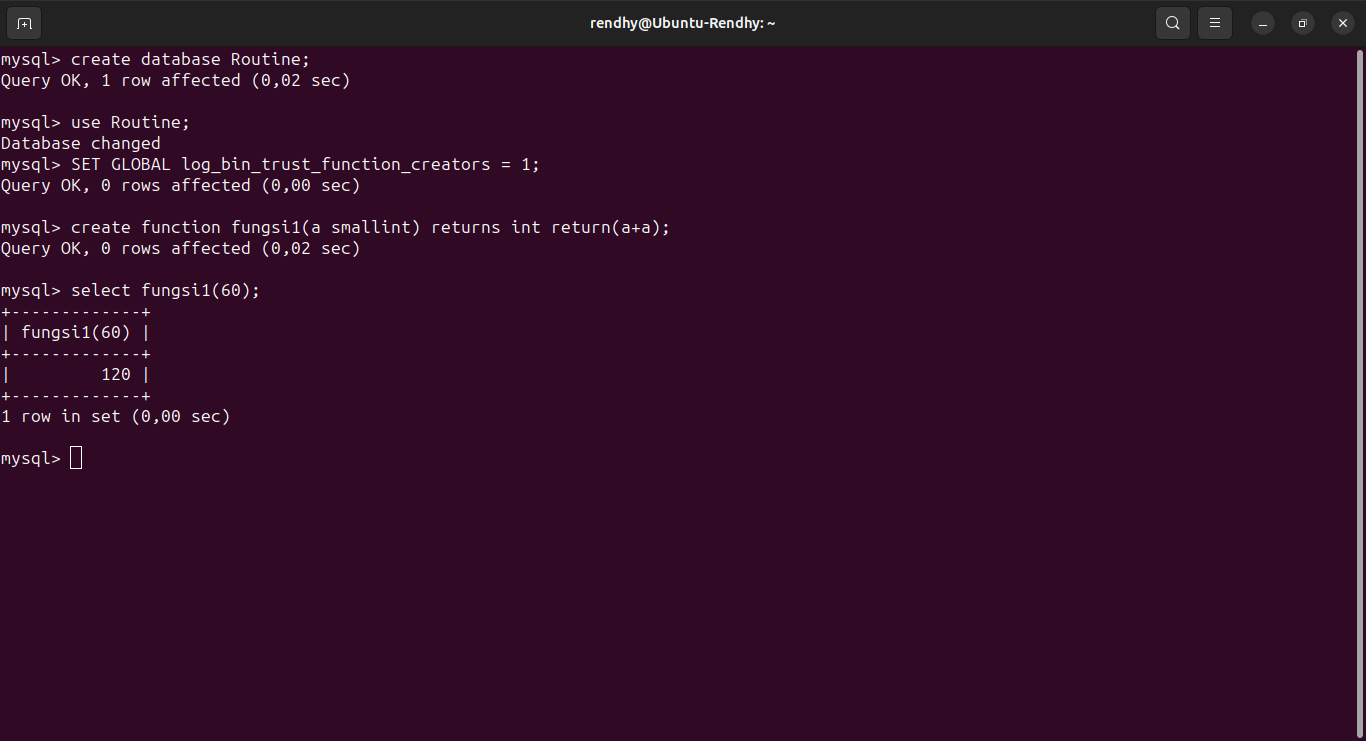 rendhy@Ubuntu-Rendhy: ~
mysql> create database Routine;
Query OK, 1 row affected (0,02 sec)
mysql> use Routine;
Database changed
mysql> SET GLOBAL log_bin_trust_function_creators = 1;
Query OK, 0 rows affected (0,00 sec)
mysql> create function fungsi1(a smallint) returns int return(a+a);
Query OK, 0 rows affected (0,02 sec)
mysql> select fungsi1(60);
+-------------+
| fungsi1(60) |
+-------------+
|         120 |
+-------------+
1 row in set (0,00 sec)
mysql>